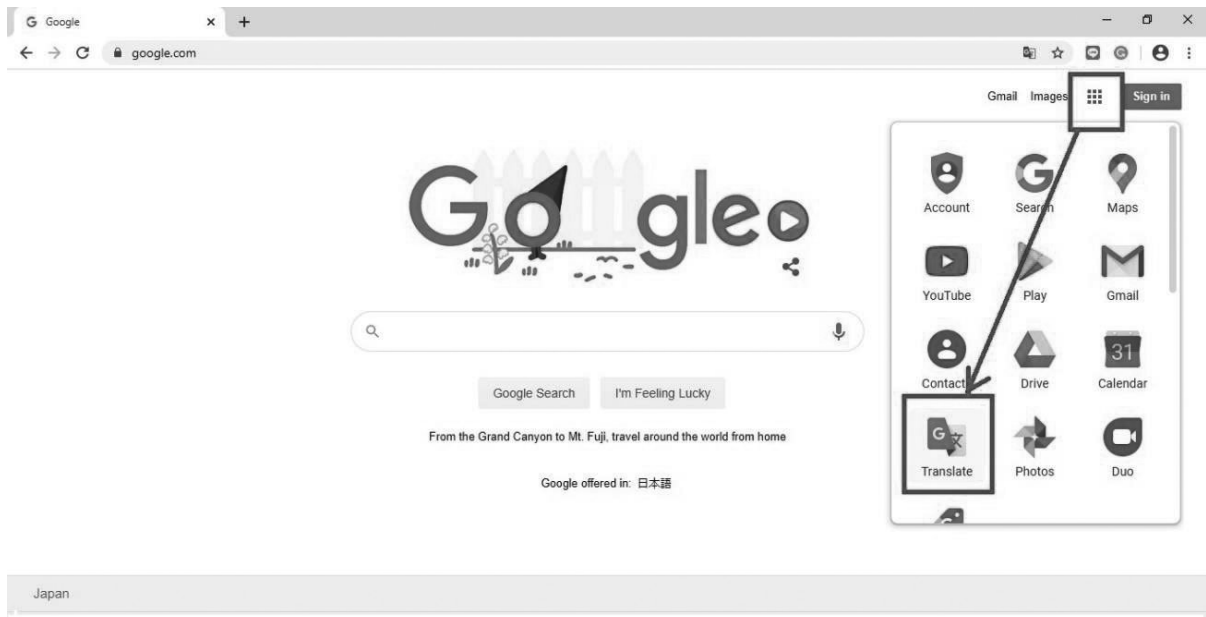 Google
google.com
Gmail Images Sign in
Google
Account Search Maps
YouTube Play Gmail
31
Contacts Drive Calendar
G 文
Translate Photos Duo
Google Search I'm Feeling Lucky
From the Grand Canyon to Mt. Fuji, travel around the world from home
Google offered in: 日本語
Japan